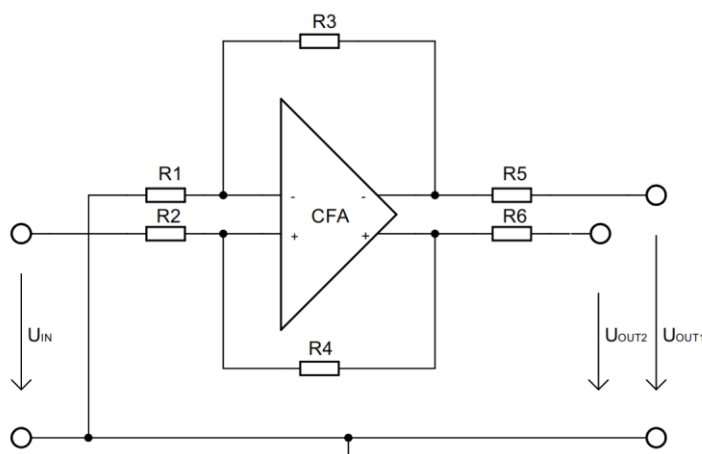 R3
R1
R5
-
-
R2
CFA
R6
+
+
UIN
R4
UOUT2
UOUT1